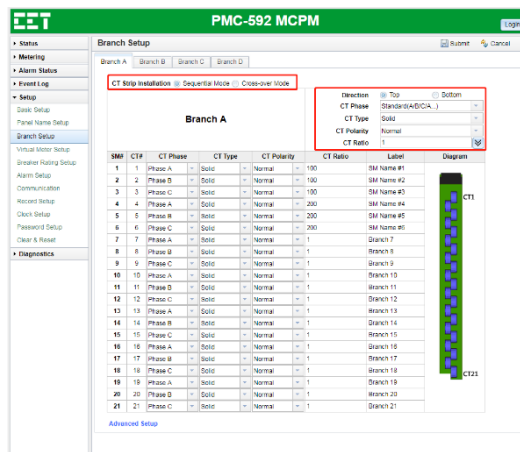 CET
PMC-592 MCPM
Login
Status
Metering
Alarm Status
Event Log
Setup
Basic Setup
Panel Name Setup
Branch Setup
Virtual Meter Setup
Breaker Rating Setup
Alarm Setup
Communication
Record Setup
Clock Setup
Password Setup
Clear & Reset
Diagnostics
Branch Setup
Submit Cancel
Branch A Branch B Branch C Branch D
CT Strip Installation Sequential Mode Cross-over Mode
Branch A
Direction Top Bottom
CT Phase Standard(A/B/C/A...)
CT Type Solid
CT Polarity Normal
CT Ratio 1
SM# CT# CT Phase CT Type CT Polarity CT Ratio Label Diagram
1 1 Phase A Solid Normal 100 SM Name #1
2 2 Phase B Solid Normal 100 SM Name #2
3 3 Phase C Solid Normal 100 SM Name #3
4 4 Phase A Solid Normal 200 SM Name #4
5 5 Phase B Solid Normal 200 SM Name #5
6 6 Phase C Solid Normal 200 SM Name #6
7 7 Phase A Solid Normal 1 Branch 7
8 8 Phase B Solid Normal 1 Branch 8
9 9 Phase C Solid Normal 1 Branch 9
10 10 Phase A Solid Normal 1 Branch 10
11 11 Phase B Solid Normal 1 Branch 11
12 12 Phase C Solid Normal 1 Branch 12
13 13 Phase A Solid Normal 1 Branch 13
14 14 Phase B Solid Normal 1 Branch 14
15 15 Phase C Solid Normal 1 Branch 15
16 16 Phase A Solid Normal 1 Branch 16
17 17 Phase B Solid Normal 1 Branch 17
18 18 Phase C Solid Normal 1 Branch 18
19 19 Phase A Solid Normal 1 Branch 19
20 20 Phase B Solid Normal 1 Branch 20
21 21 Phase C Solid Normal 1 Branch 21
CT1
CT21
Advanced Setup